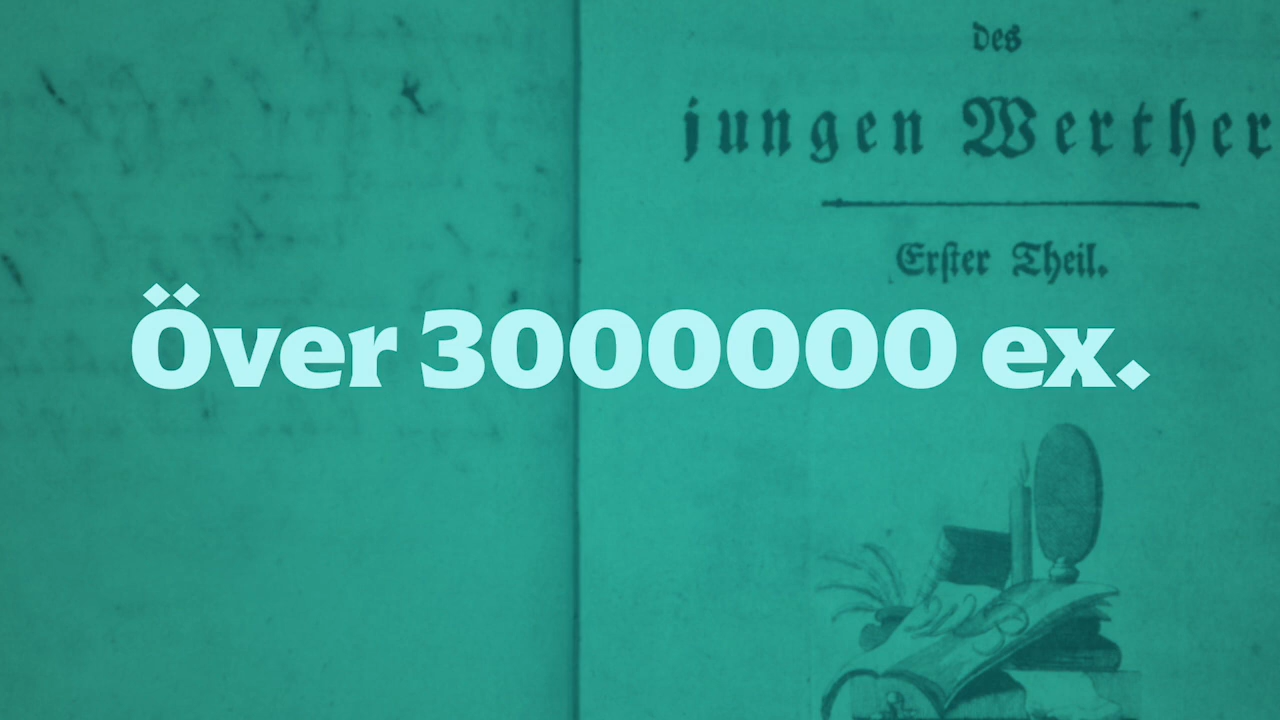 des
jungen Werther
Erſter Theil.
Över 3000000 ex.